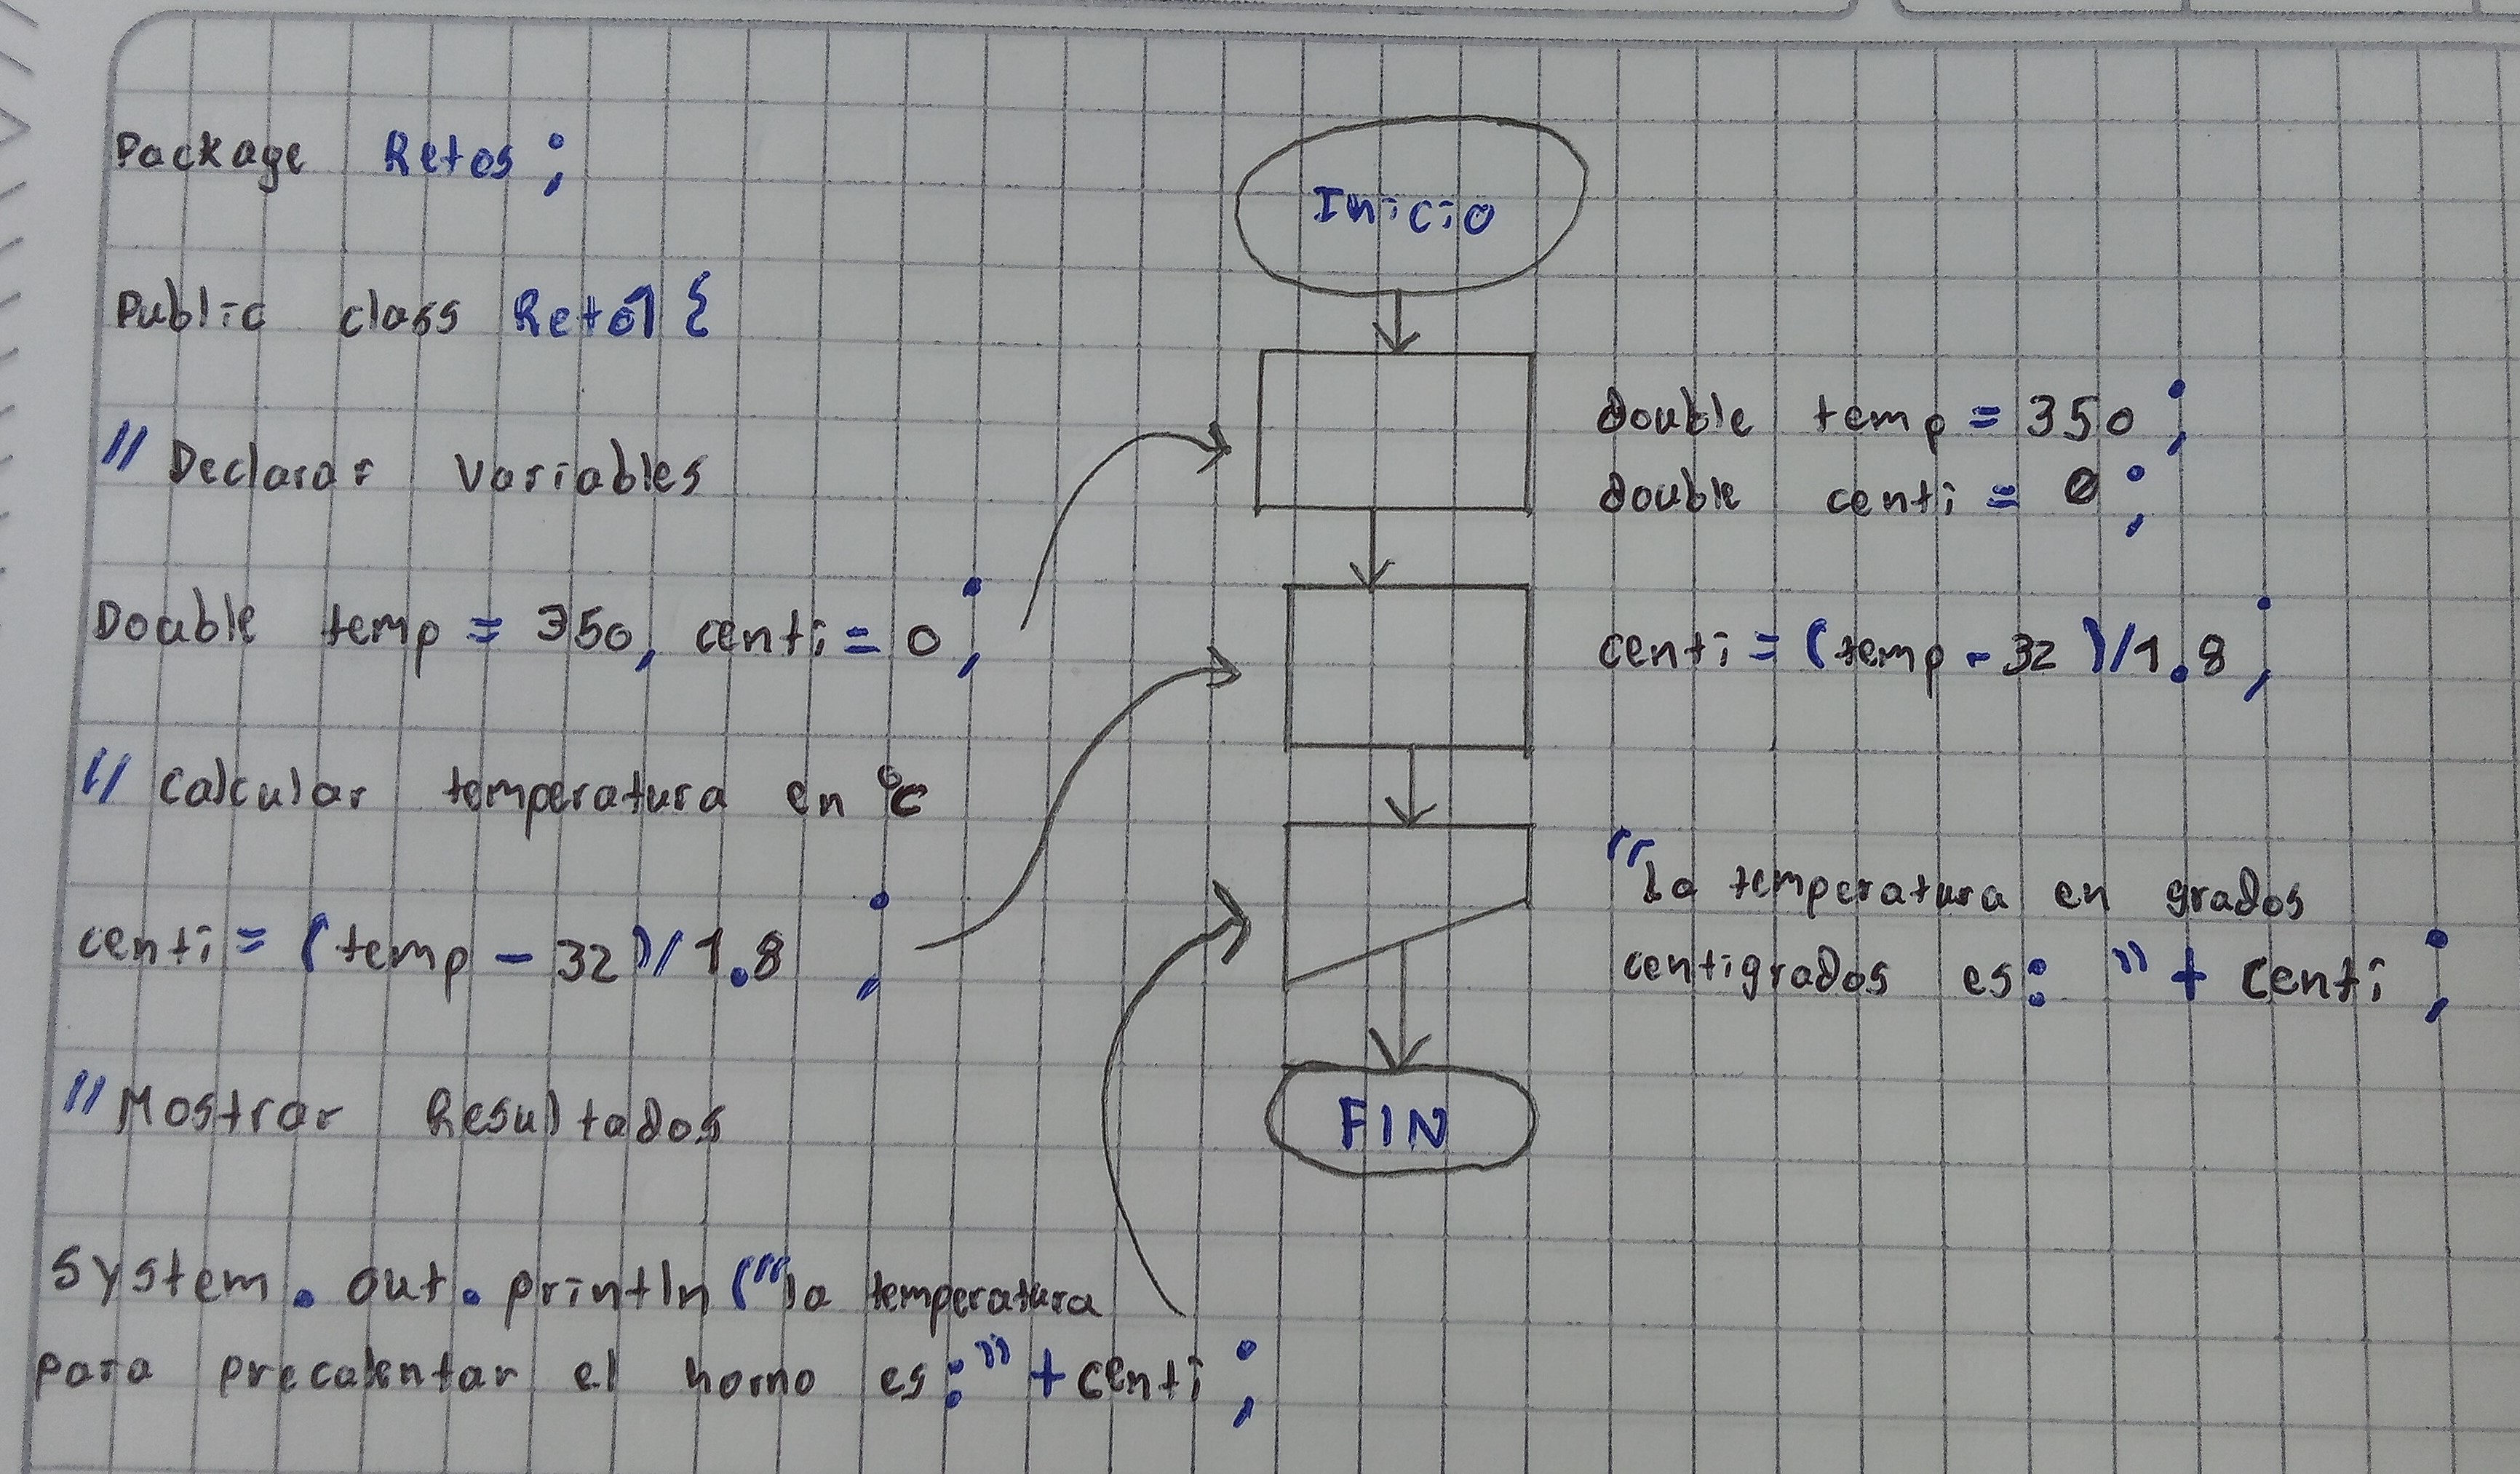 Package Retos;
Public class Reto1 {
// Declarar variables
Double temp = 350, centi = 0;
// Calcular temperatura en °C
centi = (temp - 32)/1.8 ;
// Mostrar Resultados
System.out.println("la temperatura
para precalentar el horno es:" + centi;
Inicio
double temp = 350;
double centi = 0;
centi = (temp - 32)/1.8;
"la temperatura en grados
centigrados es: " + centi;
FIN